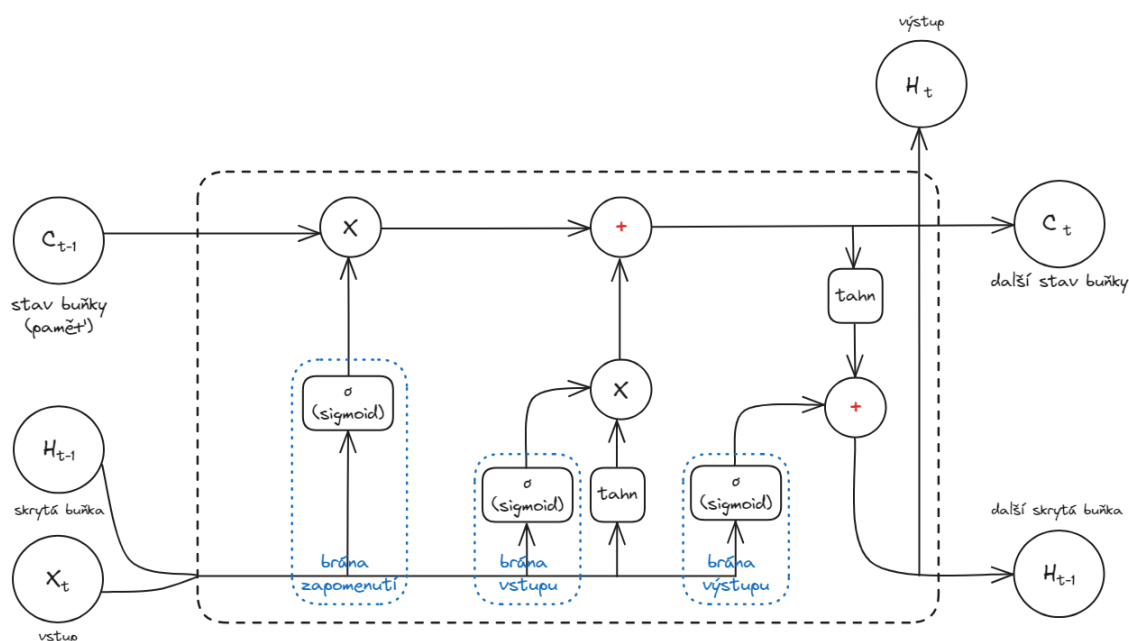 výstup
H t
C t-1
X
+
C t
stav buňky
(paměť)
další stav buňky
tahn
σ
(sigmoid)
X
+
H t-1
skrytá buňka
σ
(sigmoid)
tahn
σ
(sigmoid)
další skrytá buňka
brána
zapomenutí
brána
vstupu
brána
výstupu
X t
vstup
H t-1